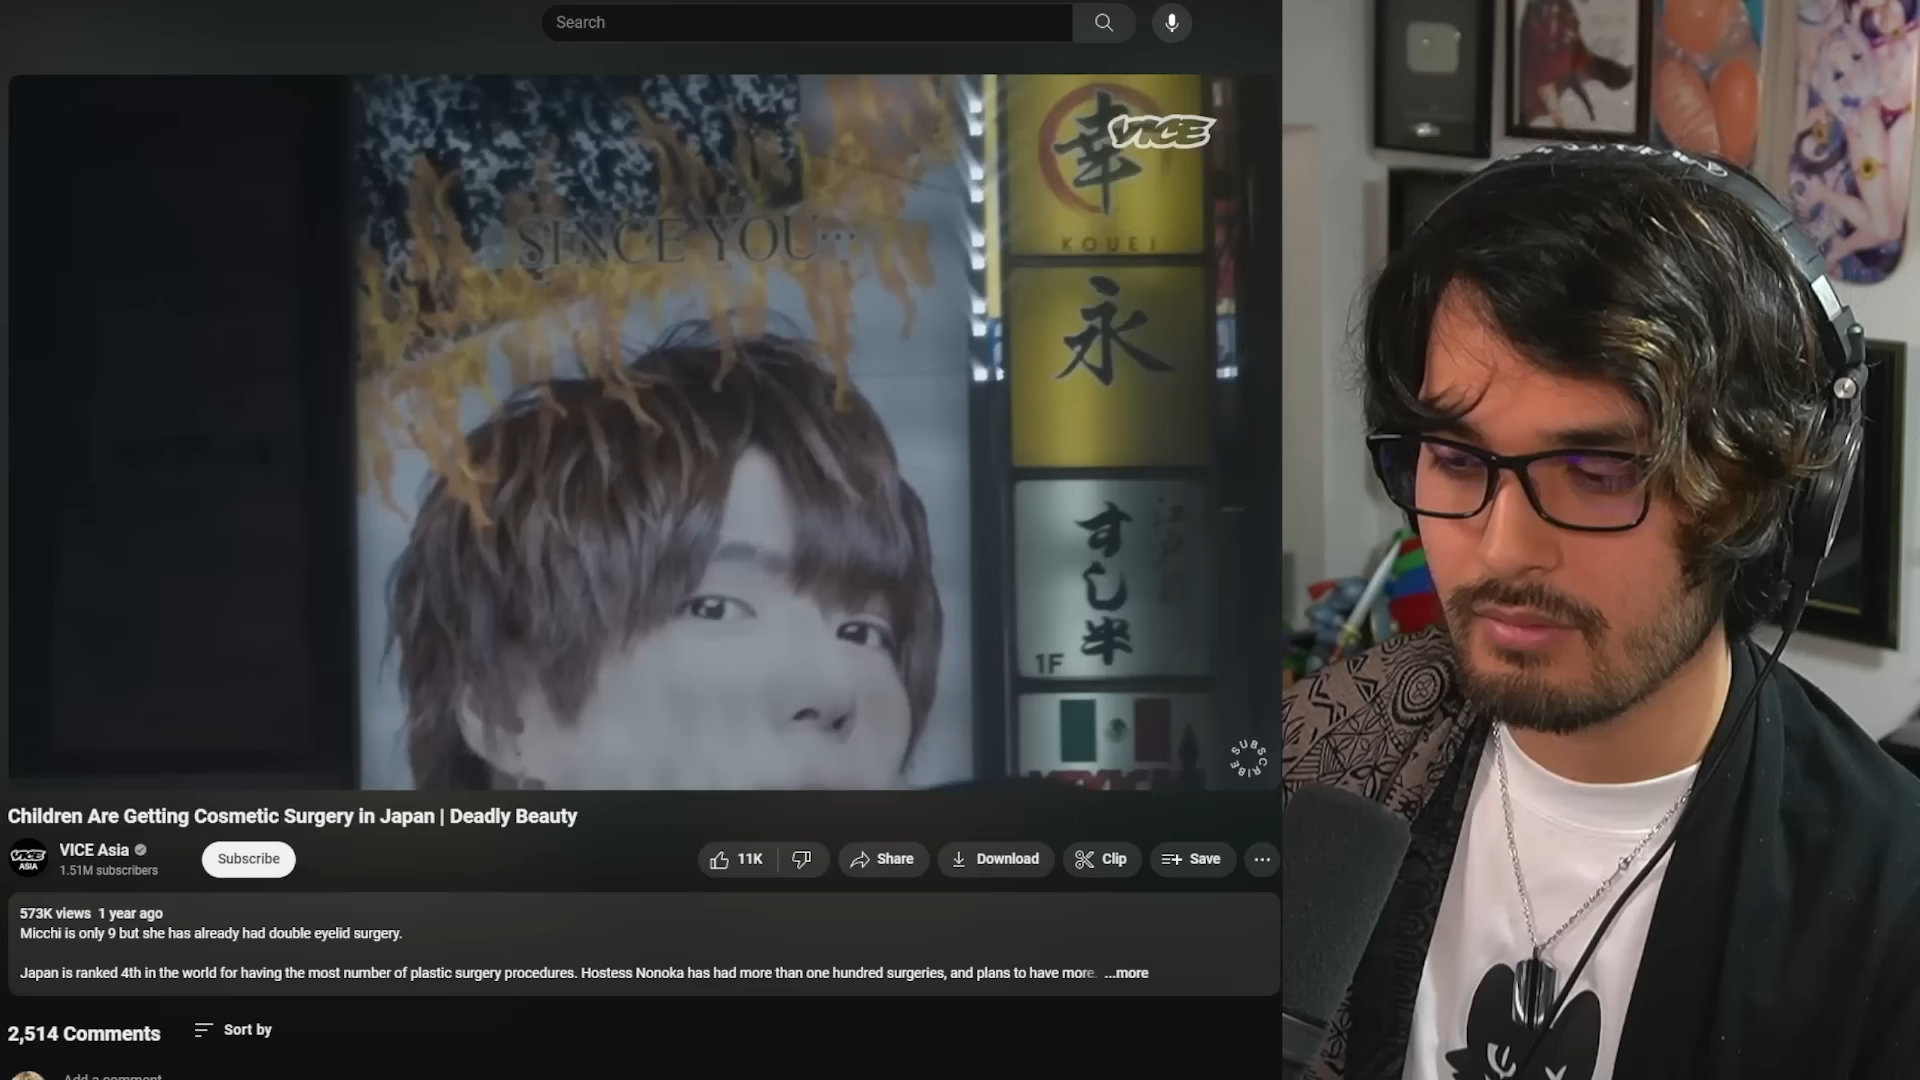 Search
VICE
SINCE YOU...
幸
KOUEI
永
すし半
1F
SUBSCRIBE
Children Are Getting Cosmetic Surgery in Japan | Deadly Beauty
VICE ASIA
VICE Asia
1.51M subscribers
Subscribe
11K
Share
Download
Clip
Save
573K views 1 year ago
Micchi is only 9 but she has already had double eyelid surgery.
Japan is ranked 4th in the world for having the most number of plastic surgery procedures. Hostess Nonoka has had more than one hundred surgeries, and plans to have more. ...more
2,514 Comments
Sort by
Add a comment